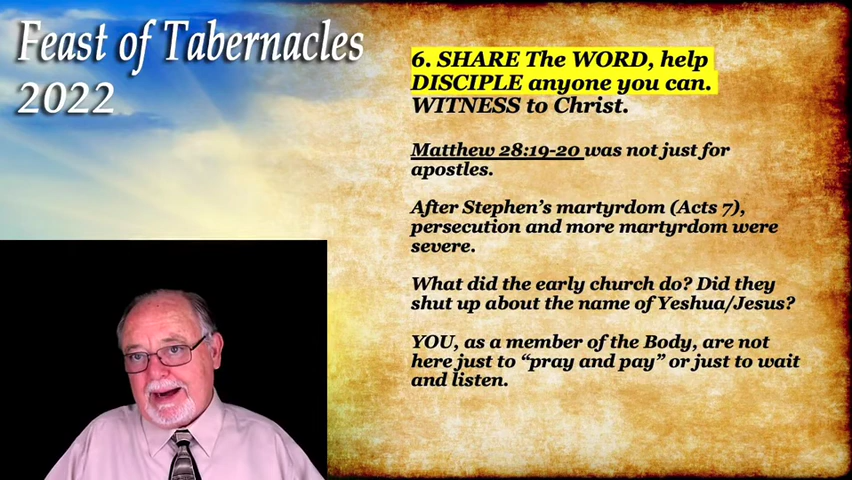 Feast of Tabernacles
2022
6. SHARE The WORD, help
DISCIPLE anyone you can.
WITNESS to Christ.
Matthew 28:19-20 was not just for
apostles.
After Stephen’s martyrdom (Acts 7),
persecution and more martyrdom were
severe.
What did the early church do? Did they
shut up about the name of Yeshua/Jesus?
YOU, as a member of the Body, are not
here just to “pray and pay” or just to wait
and listen.